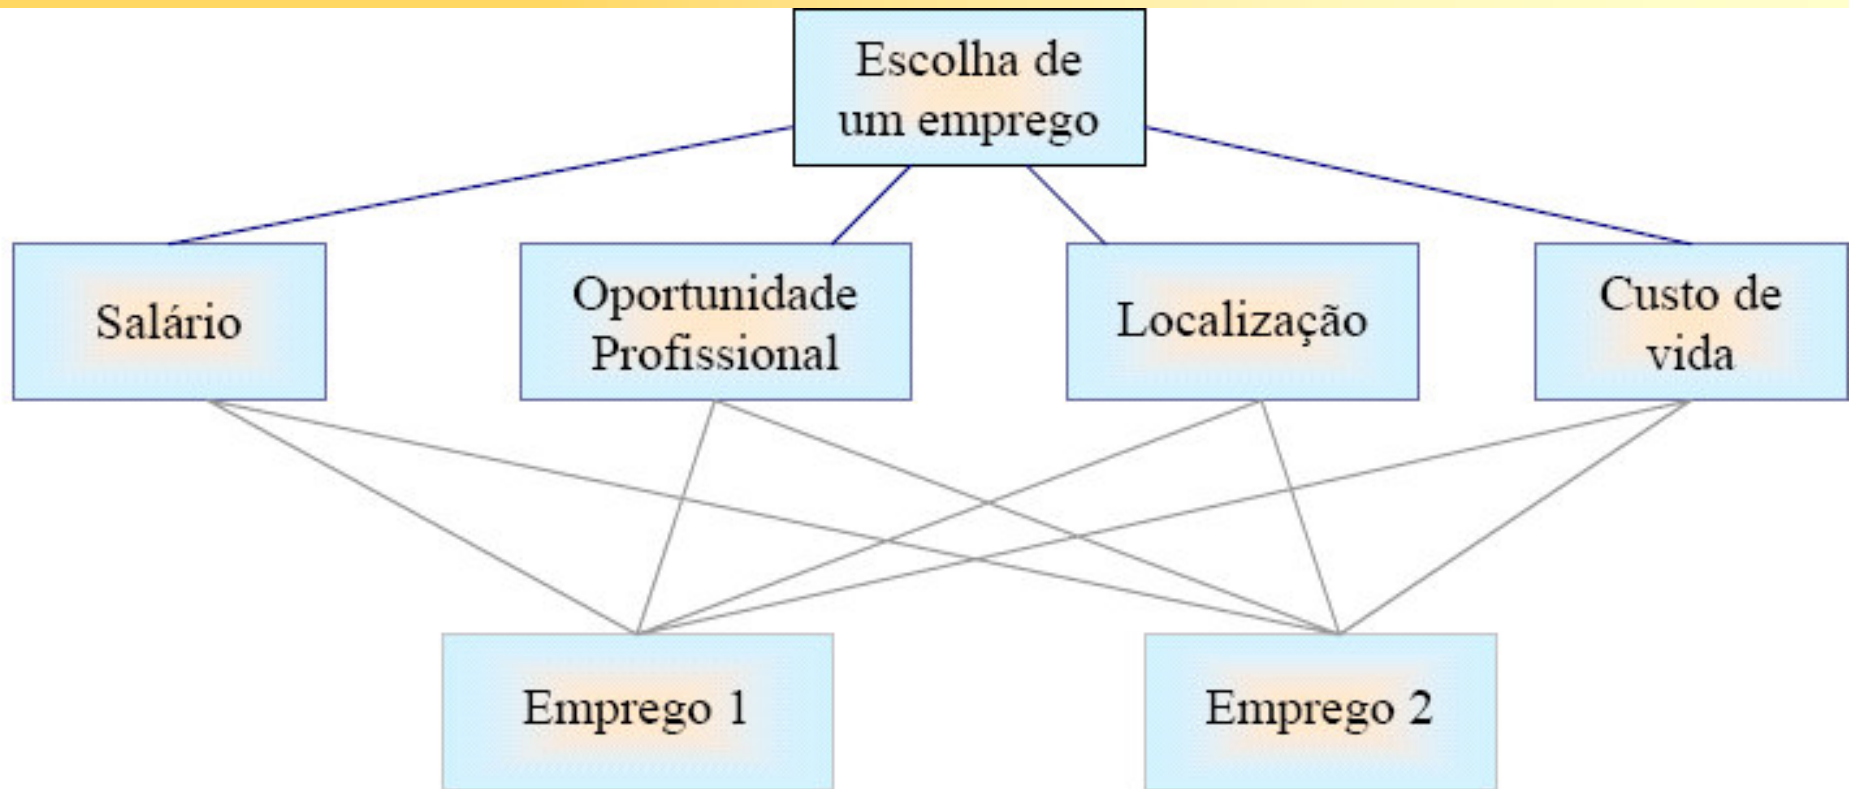 Escolha de
um emprego
Salário
Oportunidade
Profissional
Localização
Custo de
vida
Emprego 1
Emprego 2